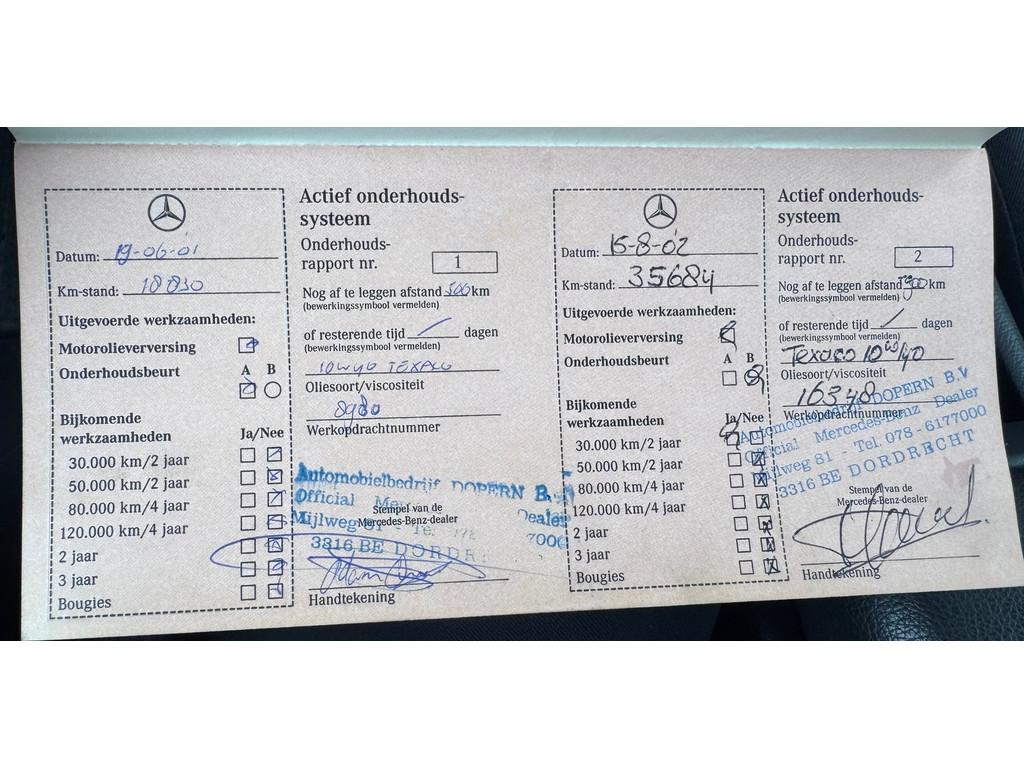 Datum: 19-06-01
Km-stand: 18830
Uitgevoerde werkzaamheden:
Motorolieverversing
Onderhoudsbeurt A B
Bijkomende
werkzaamheden Ja/Nee
30.000 km/2 jaar
50.000 km/2 jaar
80.000 km/4 jaar
120.000 km/4 jaar
2 jaar
3 jaar
Bougies
Actief onderhouds-
systeem
Onderhouds-
rapport nr. 1
Nog af te leggen afstand 500 km
(bewerkingssymbool vermelden)
of resterende tijd dagen
(bewerkingssymbool vermelden)
10W40 TEXACO
Oliesoort/viscositeit
8980
Werkopdrachtnummer
Automobielbedrijf DOPERN B.V
Official Dealer
Stempel van de
Mercedes-Benz-dealer
Mijlweg 81 - Te 7000
3316 BE DORDR
Handtekening
Datum: 15-8-02
Km-stand: 35684
Uitgevoerde werkzaamheden:
Motorolieverversing
Onderhoudsbeurt A B
Bijkomende
werkzaamheden Ja/Nee
30.000 km/2 jaar
50.000 km/2 jaar
80.000 km/4 jaar
120.000 km/4 jaar
2 jaar
3 jaar
Bougies
Actief onderhouds-
systeem
Onderhouds-
rapport nr. 2
Nog af te leggen afstand 300 km
(bewerkingssymbool vermelden)
of resterende tijd dagen
(bewerkingssymbool vermelden)
Texaco 10W40
Oliesoort/viscositeit
16348
Werkopdrachtnummer
Automobielbedrijf DOPERN B.V
Official Mercedes-Benz Dealer
Mijlweg 81 - Tel. 078-6177000
3316 BE DORDRECHT
Stempel van de
Mercedes-Benz-dealer
Handtekening